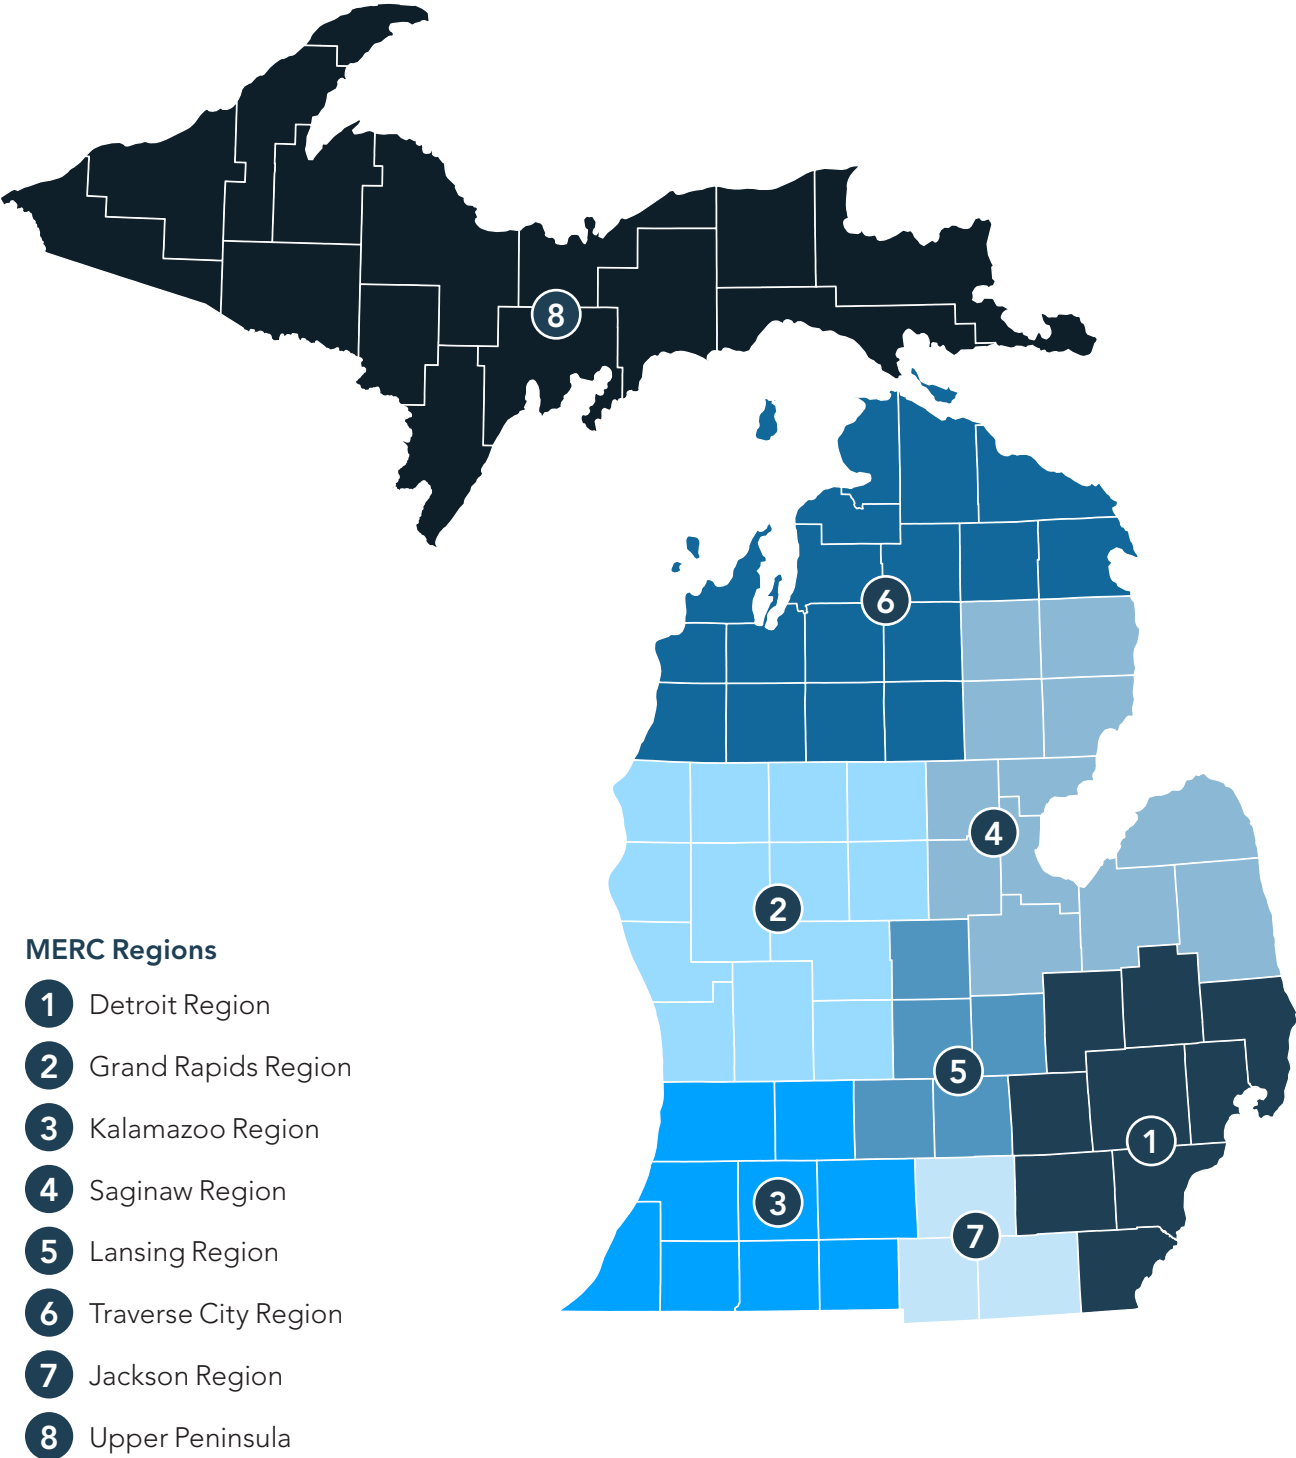 8
6
4
2
5
1
3
7
MERC Regions
1 Detroit Region
2 Grand Rapids Region
3 Kalamazoo Region
4 Saginaw Region
5 Lansing Region
6 Traverse City Region
7 Jackson Region
8 Upper Peninsula